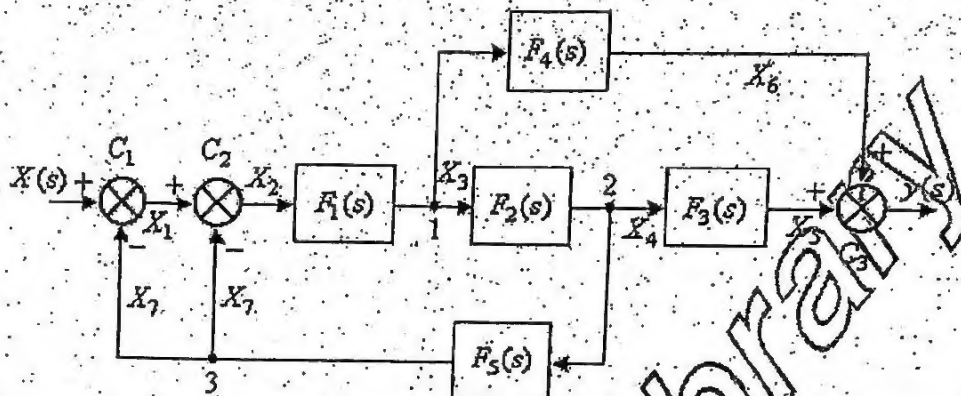 F₄(s)
X₆
C₁ C₂
X(s) + + X₂ X₃ 2 + + y(s)
F₁(s) F₂(s) F₃(s)
X₁ 1 X₄ X₅ C₃
− −
X₇ X₇
F₅(s)
3
brary